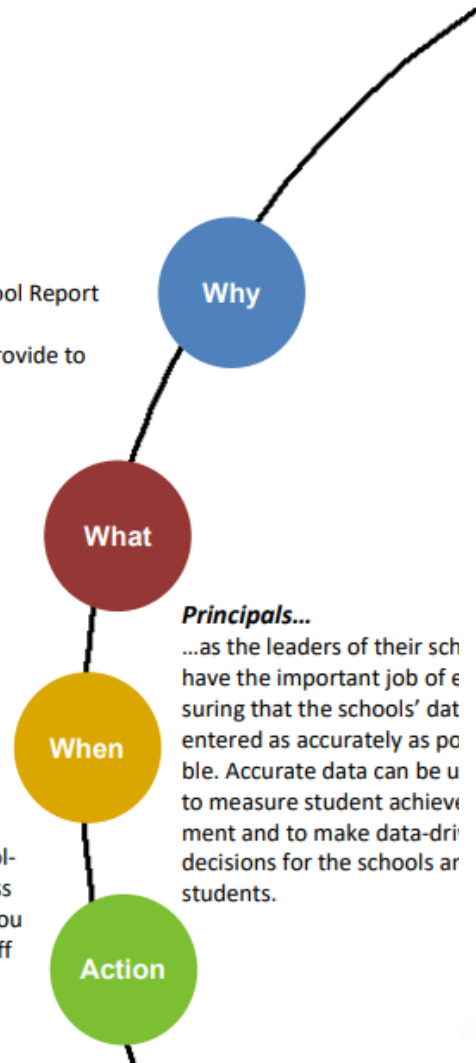 ool Report
Why
rovide to
What
Principals...
...as the leaders of their sch
have the important job of e
suring that the schools’ dat
When
entered as accurately as po
ble. Accurate data can be u
to measure student achieve
ment and to make data-dri
ol-
decisions for the schools ar
ss
students.
ou
ff
Action